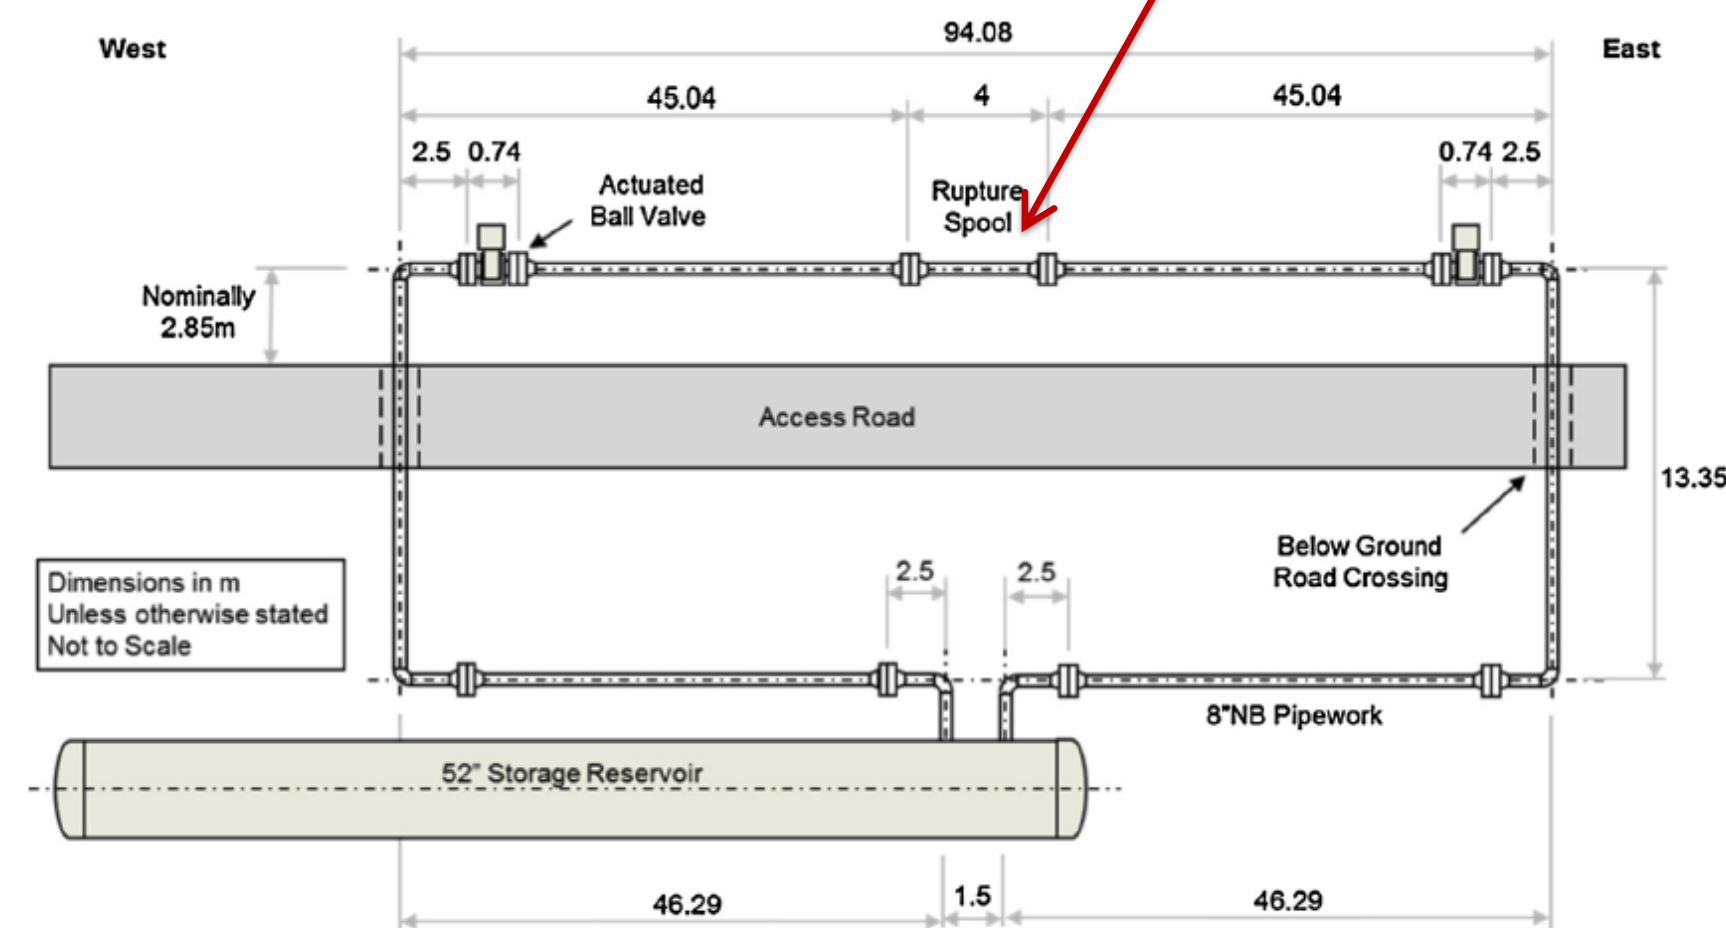 West
94.08
East
45.04
4
45.04
2.5
0.74
0.74
2.5
Actuated
Ball Valve
Rupture
Spool
Nominally
2.85m
Access Road
13.35
Below Ground
Road Crossing
2.5
2.5
Dimensions in m
Unless otherwise stated
Not to Scale
8"NB Pipework
52" Storage Reservoir
46.29
1.5
46.29